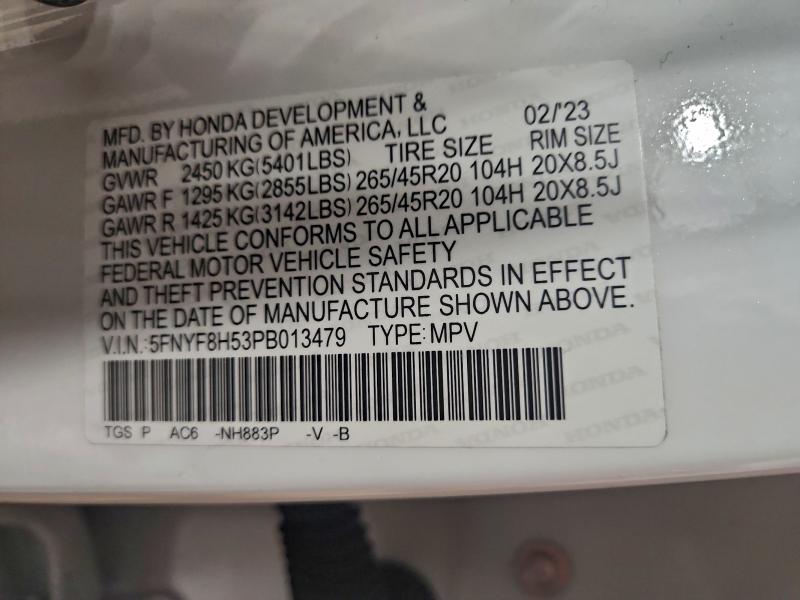 MFD. BY HONDA DEVELOPMENT &
MANUFACTURING OF AMERICA, LLC 02/'23
GVWR 2450 KG(5401LBS) TIRE SIZE RIM SIZE
GAWR F 1295 KG(2855LBS) 265/45R20 104H 20X8.5J
GAWR R 1425 KG(3142LBS) 265/45R20 104H 20X8.5J
THIS VEHICLE CONFORMS TO ALL APPLICABLE
FEDERAL MOTOR VEHICLE SAFETY
AND THEFT PREVENTION STANDARDS IN EFFECT
ON THE DATE OF MANUFACTURE SHOWN ABOVE.
V.I.N.:5FNYF8H53PB013479 TYPE:MPV
TGS P AC6 -NH883P -V -B